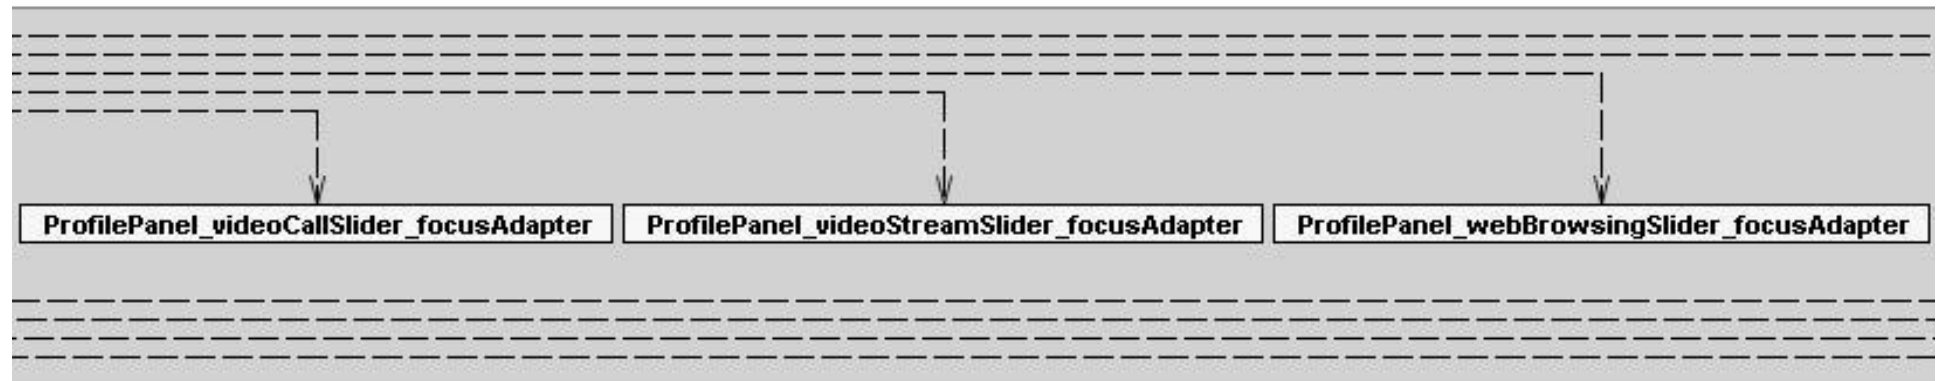 ProfilePanel_videoCallSlider_focusAdapter
ProfilePanel_videoStreamSlider_focusAdapter
ProfilePanel_webBrowsingSlider_focusAdapter